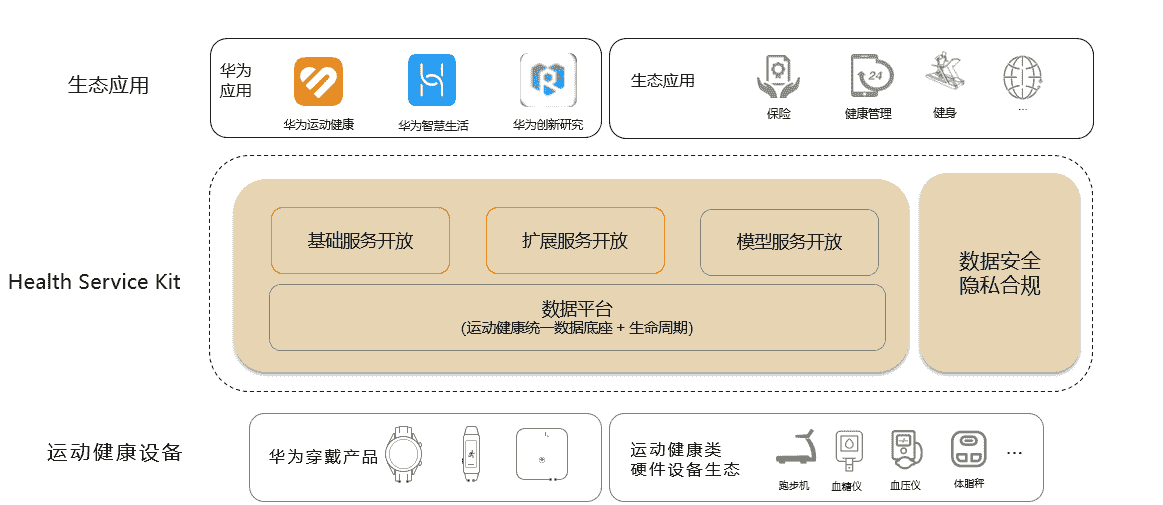 生态应用
华为
应用
华为运动健康
华为智慧生活
华为创新研究
生态应用
保险
24
健康管理
健身
...
Health Service Kit
基础服务开放
扩展服务开放
模型服务开放
数据平台
(运动健康统一数据底座 + 生命周期)
数据安全
隐私合规
运动健康设备
华为穿戴产品
运动健康类
硬件设备生态
跑步机
血糖仪
血压仪
体脂秤
...